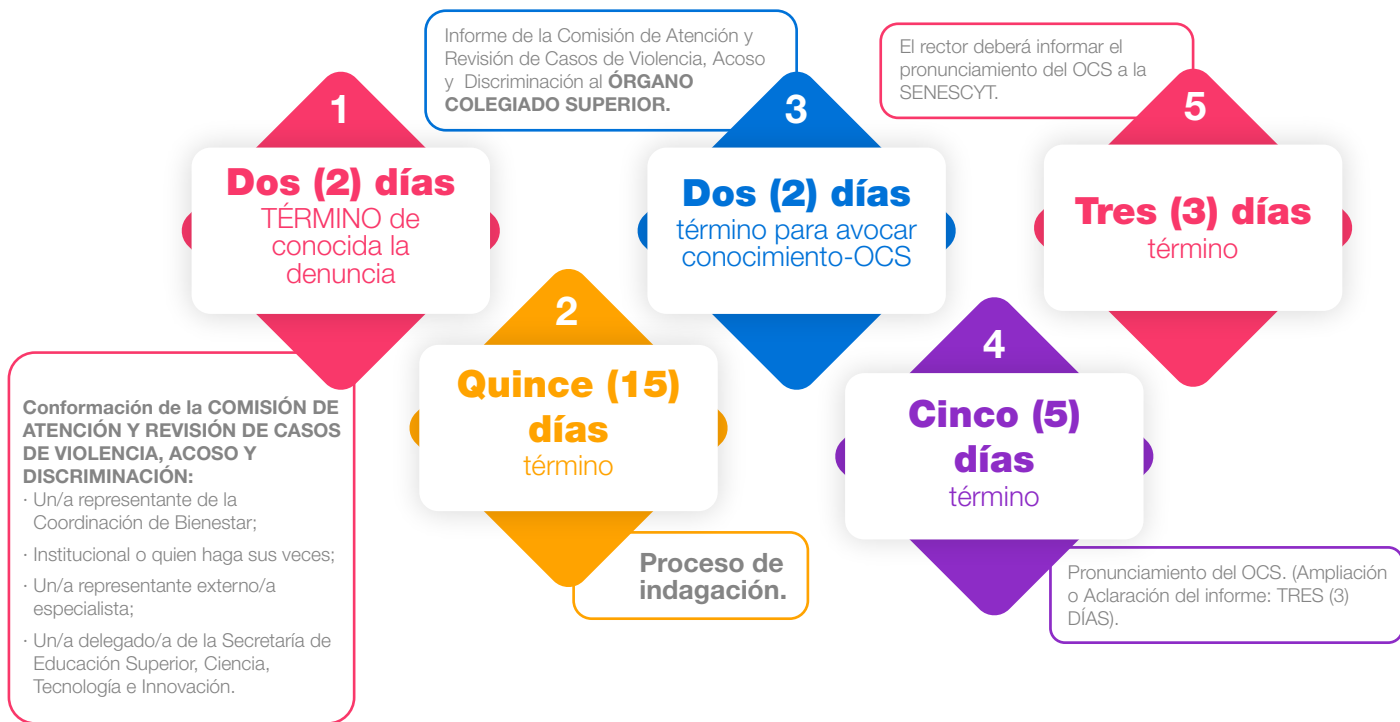 1
Dos (2) días
TÉRMINO de
conocida la
denuncia
Conformación de la COMISIÓN DE
ATENCIÓN Y REVISIÓN DE CASOS
DE VIOLENCIA, ACOSO Y
DISCRIMINACIÓN:
· Un/a representante de la
Coordinación de Bienestar;
· Institucional o quien haga sus veces;
· Un/a representante externo/a
especialista;
· Un/a delegado/a de la Secretaría de
Educación Superior, Ciencia,
Tecnología e Innovación.
2
Quince (15)
días
término
Proceso de
indagación.
Informe de la Comisión de Atención y
Revisión de Casos de Violencia, Acoso
y Discriminación al ÓRGANO
COLEGIADO SUPERIOR.
3
Dos (2) días
término para avocar
conocimiento-OCS
4
Cinco (5)
días
término
Pronunciamiento del OCS. (Ampliación
o Aclaración del informe: TRES (3)
DÍAS).
El rector deberá informar el
pronunciamiento del OCS a la
SENESCYT.
5
Tres (3) días
término